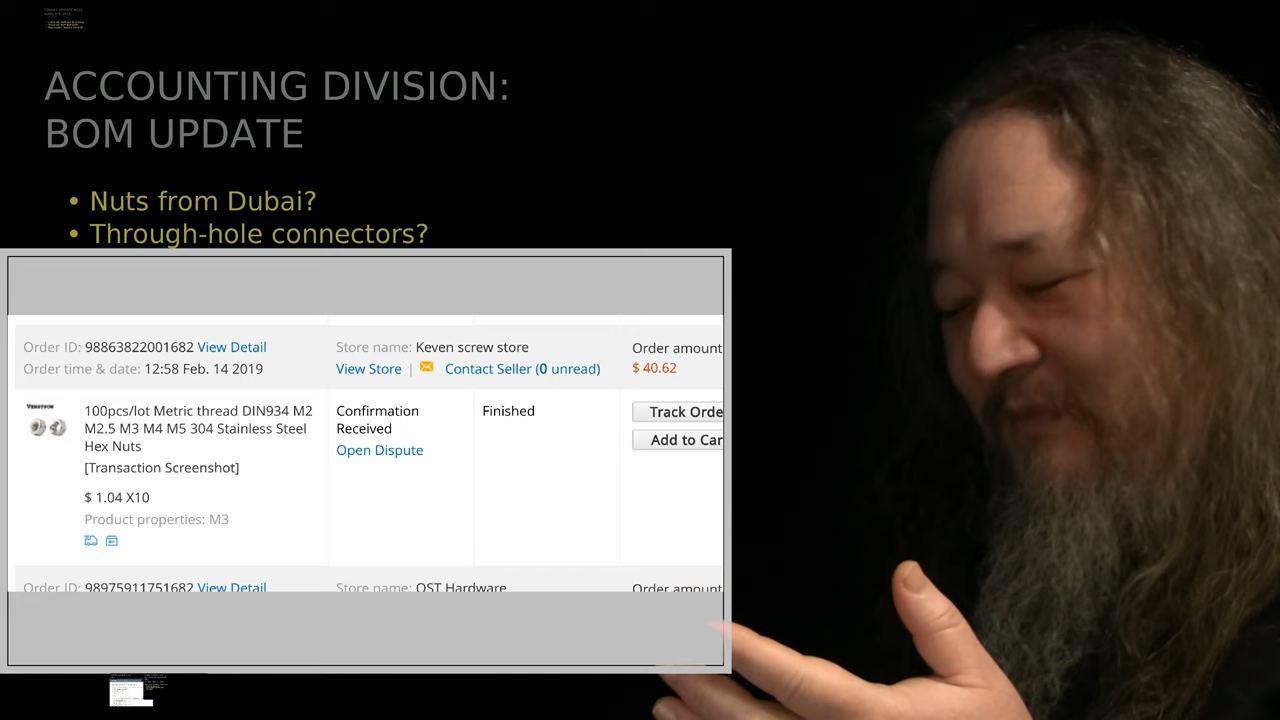 ACCOUNTING DIVISION:
BOM UPDATE
• Nuts from Dubai?
• Through-hole connectors?
Order ID: 98863822001682 View Detail
Order time & date: 12:58 Feb. 14 2019
Store name: Keven screw store
View Store | Contact Seller (0 unread)
Order amount
$ 40.62
100pcs/lot Metric thread DIN934 M2
M2.5 M3 M4 M5 304 Stainless Steel
Hex Nuts
[Transaction Screenshot]
$ 1.04 X10
Product properties: M3
Confirmation
Received
Open Dispute
Finished
Track Orde
Add to Car
Order ID: 98975911751682 View Detail
Store name: OST Hardware
Order amount